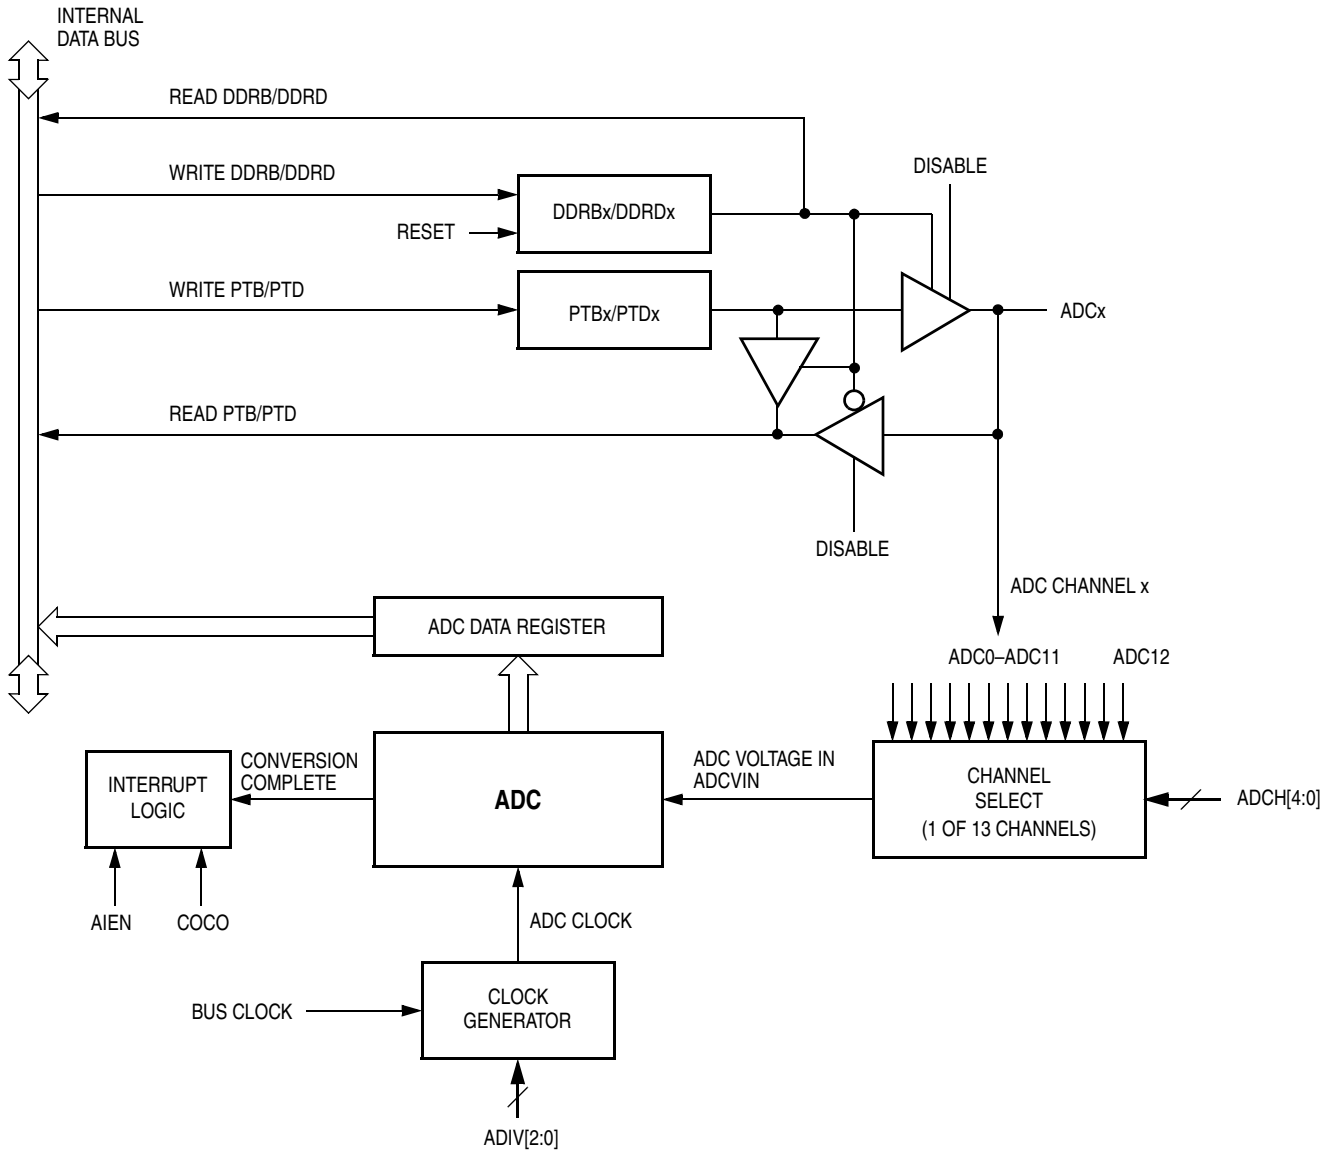 INTERNAL
DATA BUS
READ DDRB/DDRD
WRITE DDRB/DDRD
DISABLE
DDRBx/DDRDx
RESET
WRITE PTB/PTD
PTBx/PTDx
ADCx
READ PTB/PTD
DISABLE
ADC CHANNEL x
ADC DATA REGISTER
ADC0–ADC11
ADC12
INTERRUPT
LOGIC
CONVERSION
COMPLETE
ADC
ADC VOLTAGE IN
ADCVIN
CHANNEL
SELECT
(1 OF 13 CHANNELS)
ADCH[4:0]
AIEN
COCO
ADC CLOCK
BUS CLOCK
CLOCK
GENERATOR
ADIV[2:0]